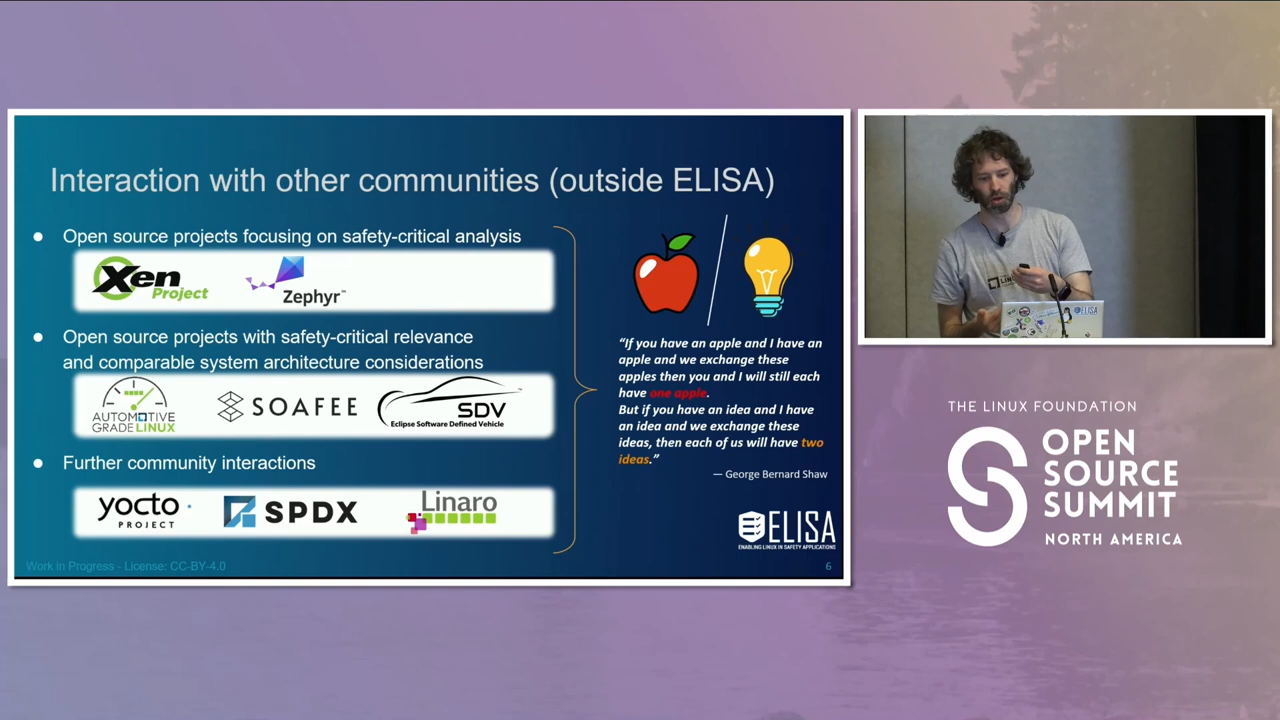 Interaction with other communities (outside ELISA)
● Open source projects focusing on safety-critical analysis
Xen
Project
Zephyr™
● Open source projects with safety-critical relevance
and comparable system architecture considerations
AUTOMOTIVE
GRADELINUX
SOAFEE
SDV
Eclipse Software Defined Vehicle
● Further community interactions
yocto
PROJECT
SPDX
Linaro
“If you have an apple and I have an
apple and we exchange these
apples then you and I will still each
have one apple.
But if you have an idea and I have
an idea and we exchange these
ideas, then each of us will have two
ideas.”
— George Bernard Shaw
ELISA
ENABLING LINUX IN SAFETY APPLICATIONS
Work in Progress - License: CC-BY-4.0
6
ELISA
THE LINUX FOUNDATION
OPEN
SOURCE
SUMMIT
NORTH AMERICA